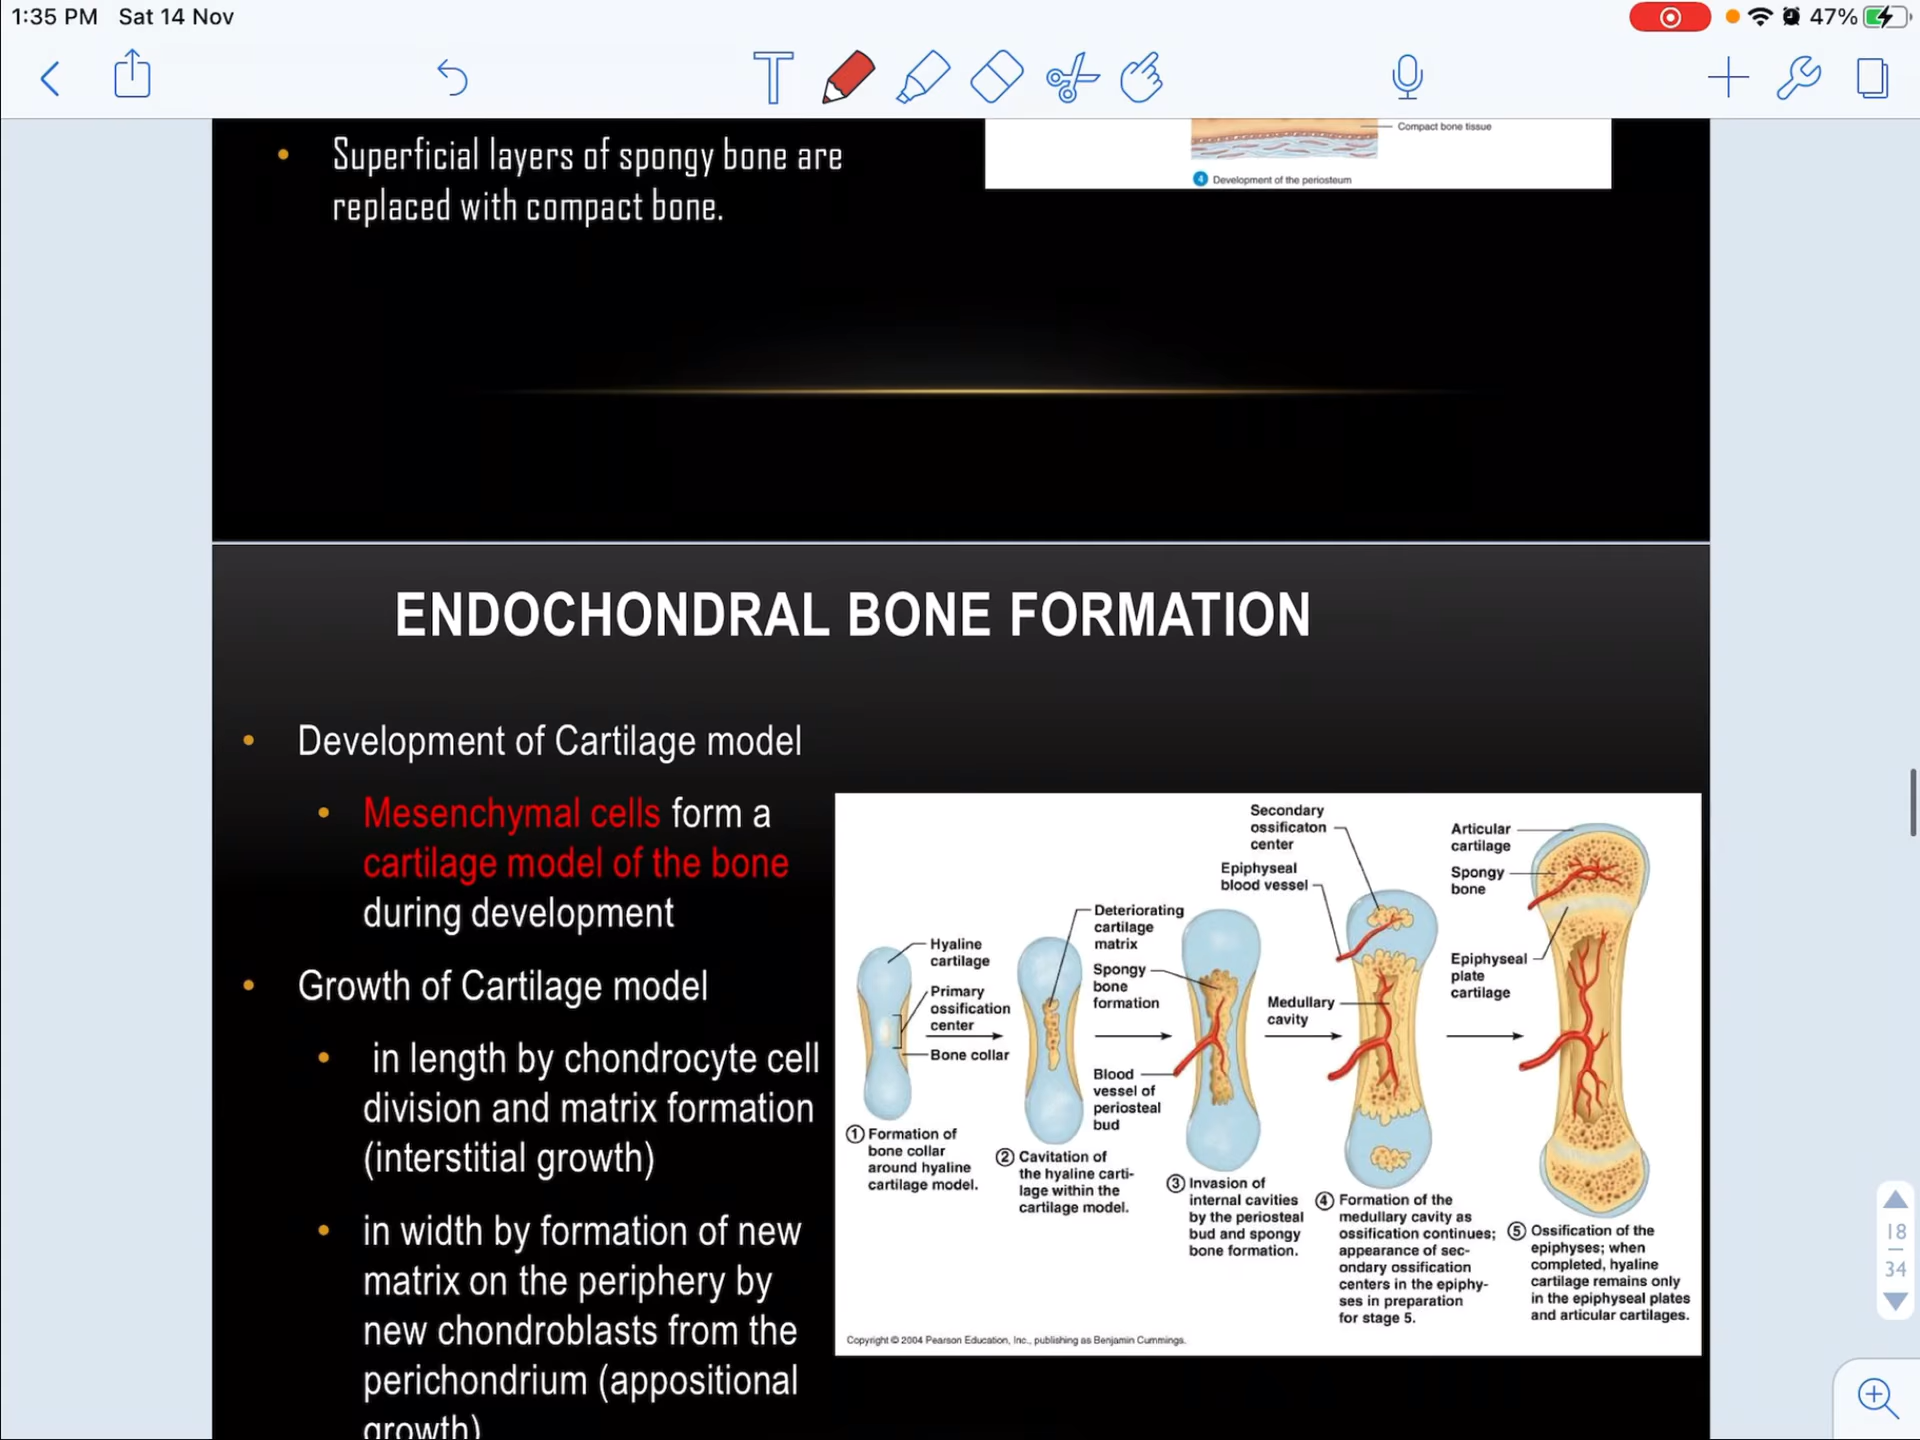 1:35 PM Sat 14 Nov
47%
T
• Superficial layers of spongy bone are
replaced with compact bone.
Compact bone tissue
4 Development of the periosteum
ENDOCHONDRAL BONE FORMATION
• Development of Cartilage model
• Mesenchymal cells form a
cartilage model of the bone
during development
• Growth of Cartilage model
• in length by chondrocyte cell
division and matrix formation
(interstitial growth)
• in width by formation of new
matrix on the periphery by
new chondroblasts from the
perichondrium (appositional
growth)
Hyaline
cartilage
Primary
ossification
center
Bone collar
① Formation of
bone collar
around hyaline
cartilage model.
Deteriorating
cartilage
matrix
Spongy
bone
formation
Blood
vessel of
periosteal
bud
② Cavitation of
the hyaline carti-
lage within the
cartilage model.
③ Invasion of
internal cavities
by the periosteal
bud and spongy
bone formation.
Secondary
ossificaton
center
Epiphyseal
blood vessel
Medullary
cavity
④ Formation of the
medullary cavity as
ossification continues;
appearance of sec-
ondary ossification
centers in the epiphy-
ses in preparation
for stage 5.
Articular
cartilage
Spongy
bone
Epiphyseal
plate
cartilage
⑤ Ossification of the
epiphyses; when
completed, hyaline
cartilage remains only
in the epiphyseal plates
and articular cartilages.
Copyright © 2004 Pearson Education, Inc., publishing as Benjamin Cummings.
18
34